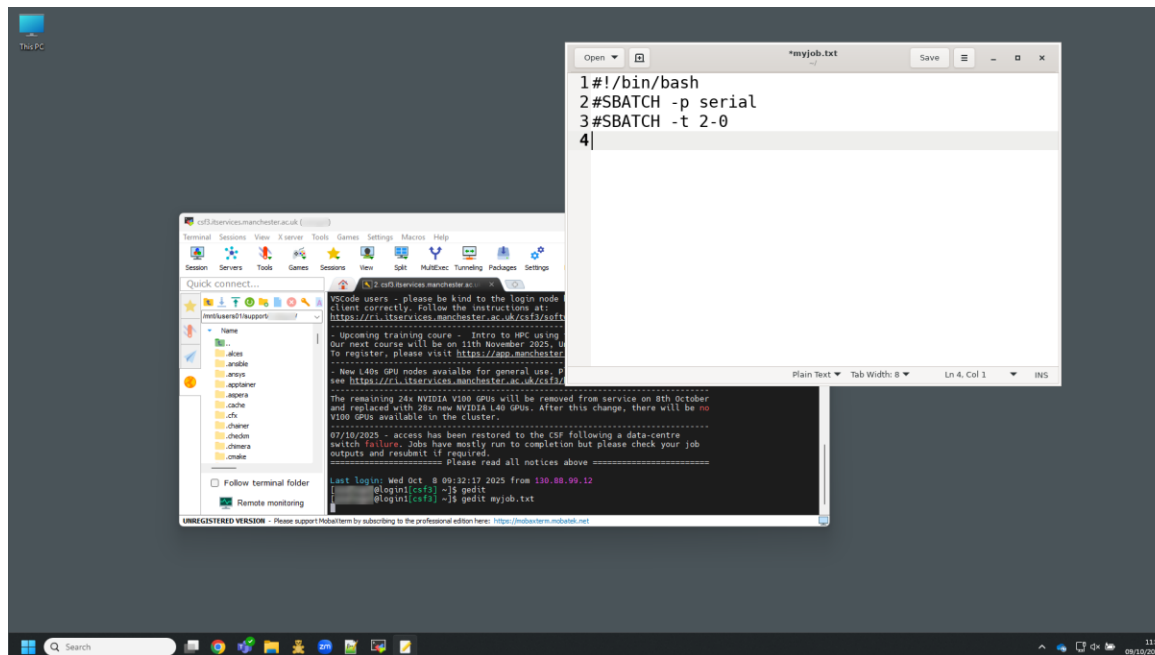 This PC
Open
*myjob.txt
~/
Save
1 #!/bin/bash
2 #SBATCH -p serial
3 #SBATCH -t 2-0
4
Plain Text
Tab Width: 8
Ln 4, Col 1
INS
csf3.itservices.manchester.ac.uk (
)
Terminal Sessions View X server Tools Games Settings Macros Help
Session Servers Tools Games Sessions View Split MultiExec Tunneling Packages Settings
Quick connect...
2. csf3.itservices.manchester.ac.u
/mnt/iusers01/support/ /
Name
..
.alces
.ansible
.ansys
.apptainer
.aspera
.cache
.cfx
.chainer
.checkm
.chimera
.cmake
Follow terminal folder
Remote monitoring
VSCode users - please be kind to the login node
client correctly. Follow the instructions at:
https://ri.itservices.manchester.ac.uk/csf3/soft
- Upcoming training coure - Intro to HPC using
Our next course will be on 11th November 2025, U
To register, please visit https://app.manchester
- New L40s GPU nodes avaialbe for general use. P
see https://ri.itservices.manchester.ac.uk/csf3/
The remaining 24x NVIDIA V100 GPUs will be removed from service on 8th October
and replaced with 28x new NVIDIA L40 GPUs. After this change, there will be no
V100 GPUs available in the cluster.
07/10/2025 - access has been restored to the CSF following a data-centre
switch failure. Jobs have mostly run to completion but please check your job
outputs and resubmit if required.
======================= Please read all notices above ========================
Last login: Wed Oct  8 09:32:17 2025 from 130.88.99.12
[ @login1[csf3] ~]$ gedit
[ @login1[csf3] ~]$ gedit myjob.txt
UNREGISTERED VERSION - Please support MobaXterm by subscribing to the professional edition here: https://mobaxterm.mobatek.net
Search
zm
11:
09/10/20